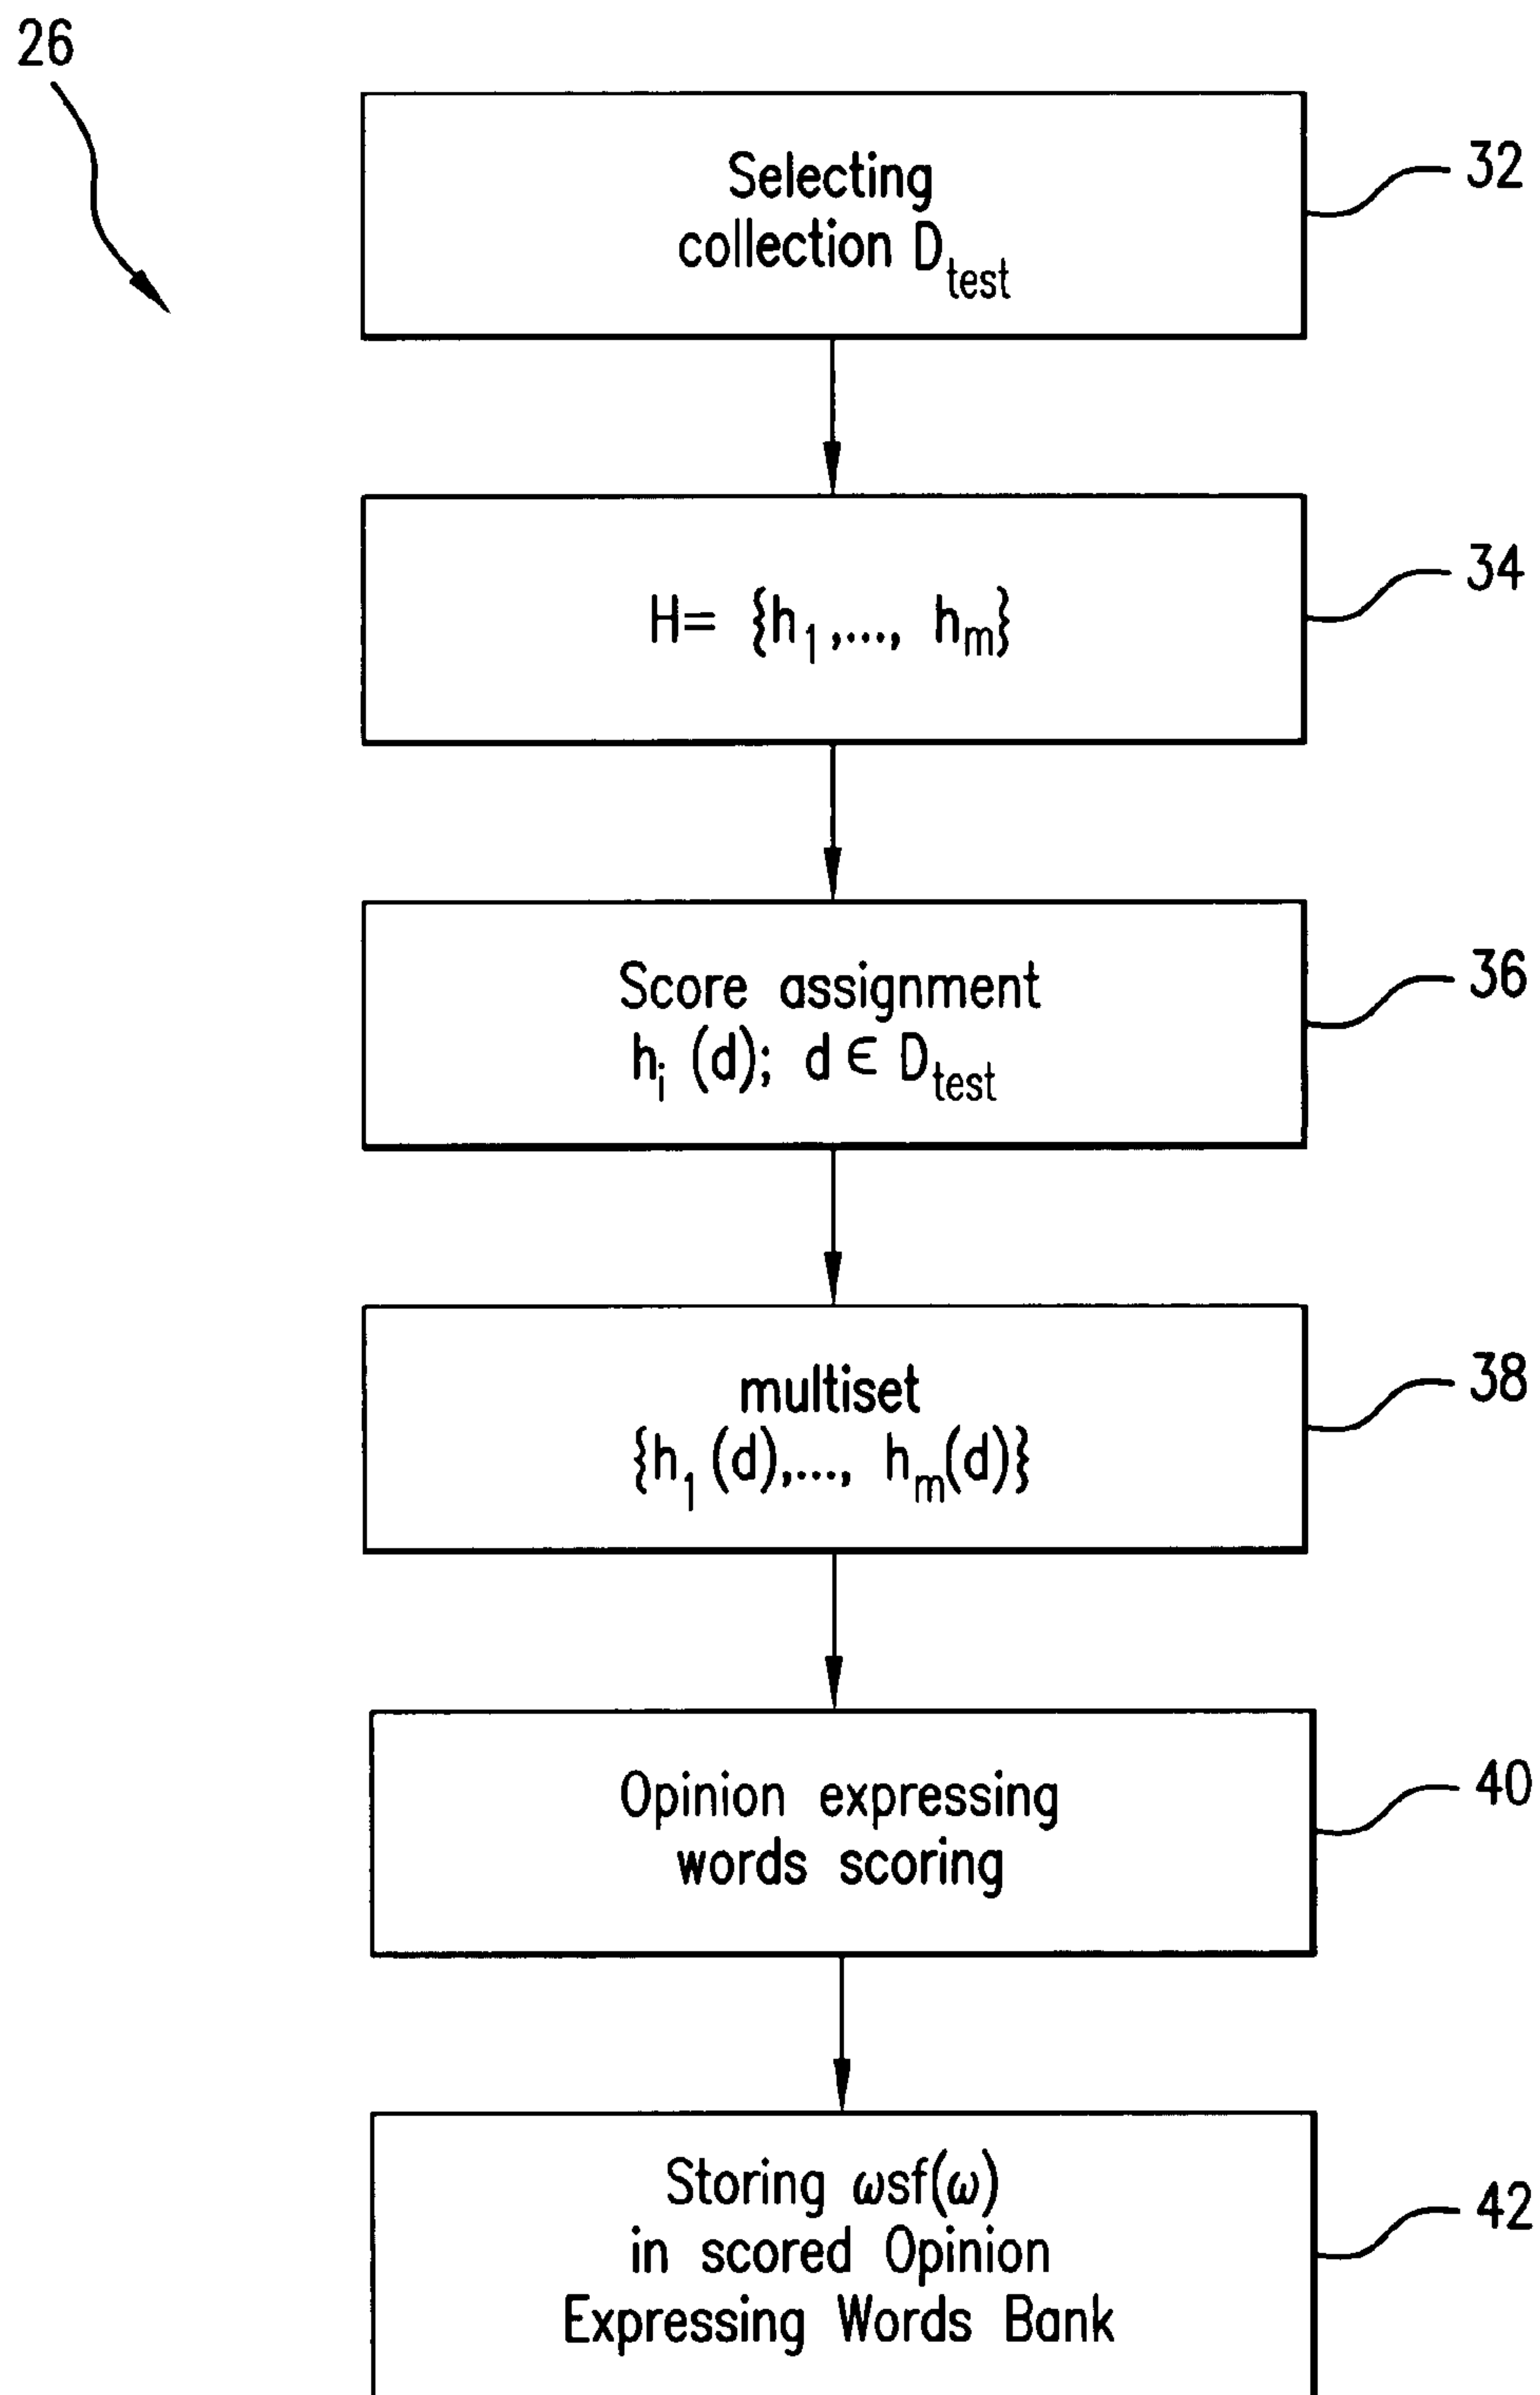 26
Selecting
collection D_test
32
H= {h_1,..., h_m}
34
Score assignment
h_i (d); d ∈ D_test
36
multiset
{h_1 (d),..., h_m(d)}
38
Opinion expressing
words scoring
40
Storing ωsf(ω)
in scored Opinion
Expressing Words Bank
42